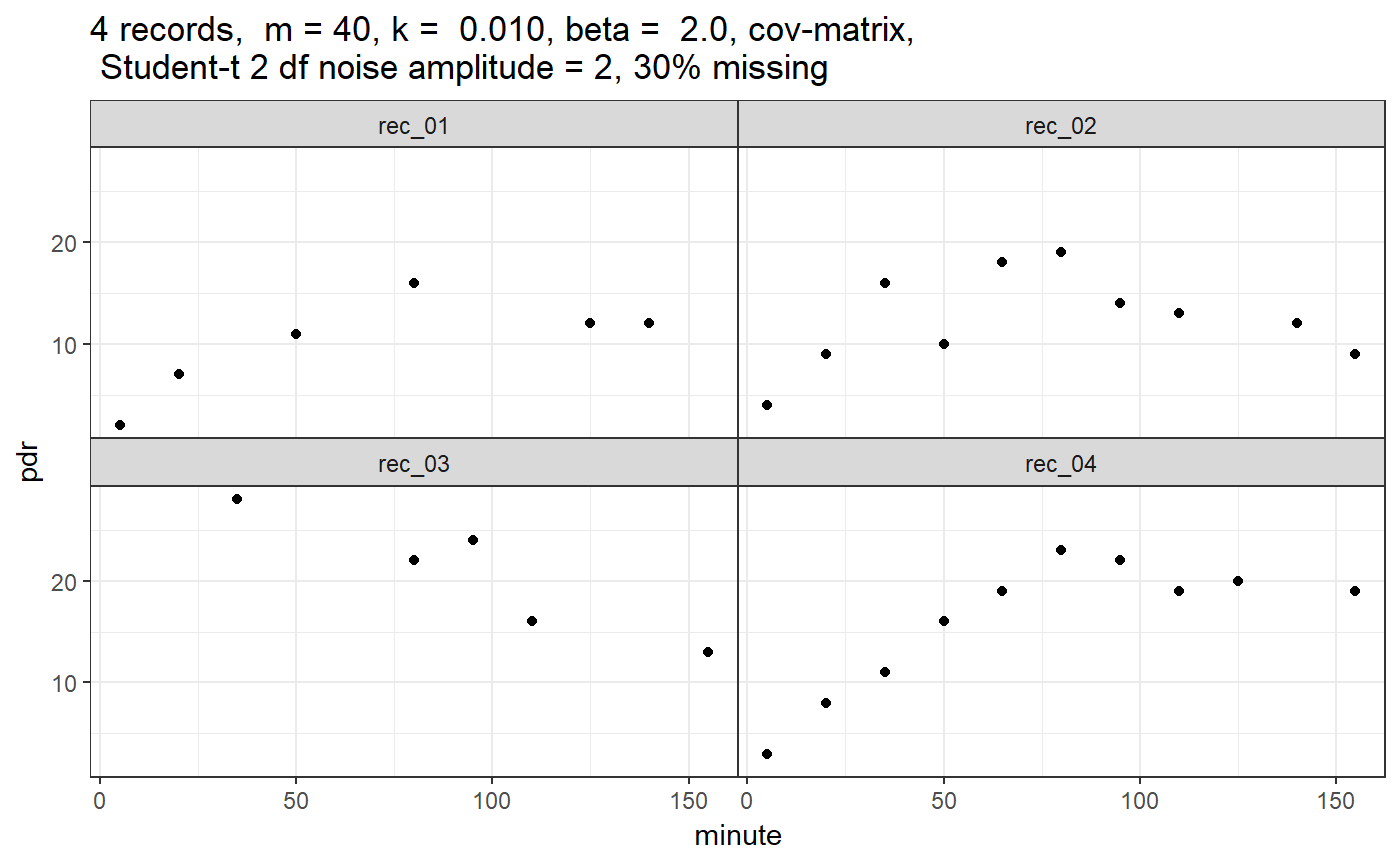 4 records,  m = 40, k =  0.010, beta =  2.0, cov-matrix,
 Student-t 2 df noise amplitude = 2, 30% missing
rec_01
rec_02
20
10
rec_03
rec_04
20
10
0 50 100 150 0 50 100 150
minute
pdr